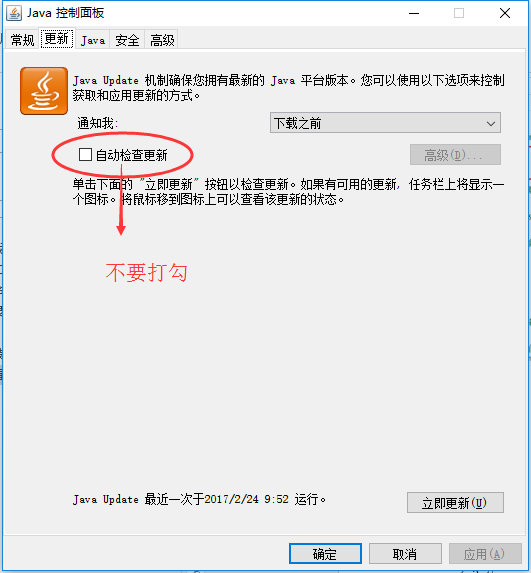 Java 控制面板
常规 更新 Java 安全 高级
Java Update 机制确保您拥有最新的 Java 平台版本。您可以使用以下选项来控制
获取和应用更新的方式。
通知我: 下载之前
自动检查更新 高级(D)...
单击下面的 "立即更新" 按钮以检查更新。如果有可用的更新, 任务栏上将显示一
个图标。将鼠标移到图标上可以查看该更新的状态。
不要打勾
Java Update 最近一次于2017/2/24 9:52 运行。 立即更新(U)
确定 取消 应用(A)